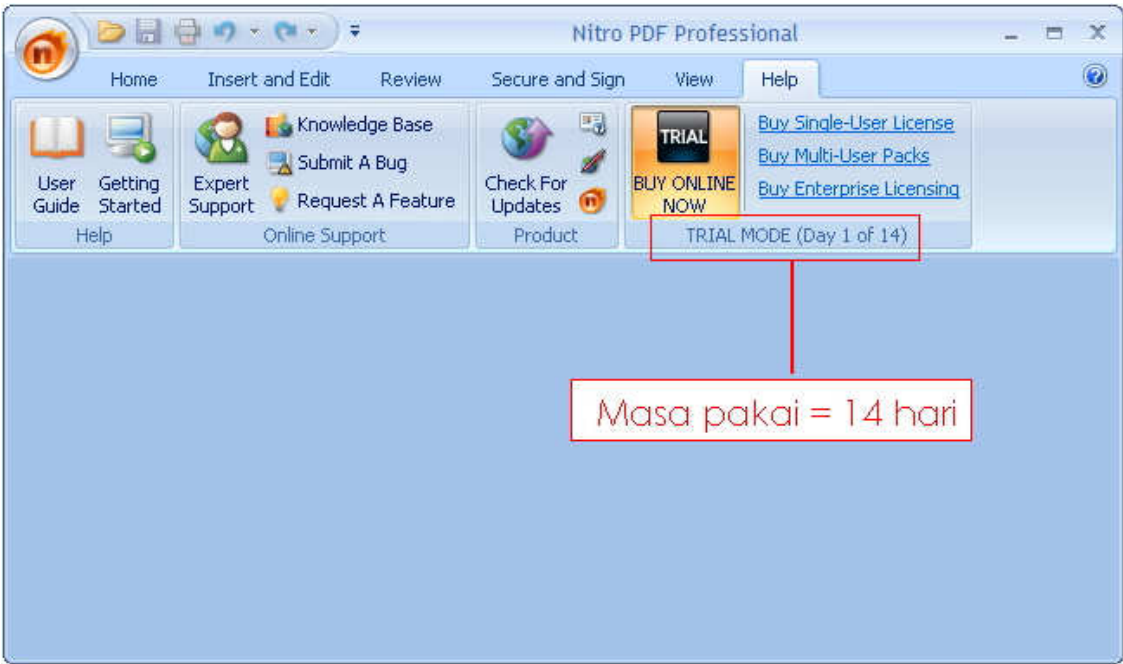 Nitro PDF Professional
Home Insert and Edit Review Secure and Sign View Help
User Guide
Getting Started
Help
Expert Support
Knowledge Base
Submit A Bug
Request A Feature
Online Support
Check For Updates
Product
TRIAL
BUY ONLINE NOW
Buy Single-User License
Buy Multi-User Packs
Buy Enterprise Licensing
TRIAL MODE (Day 1 of 14)
Masa pakai = 14 hari